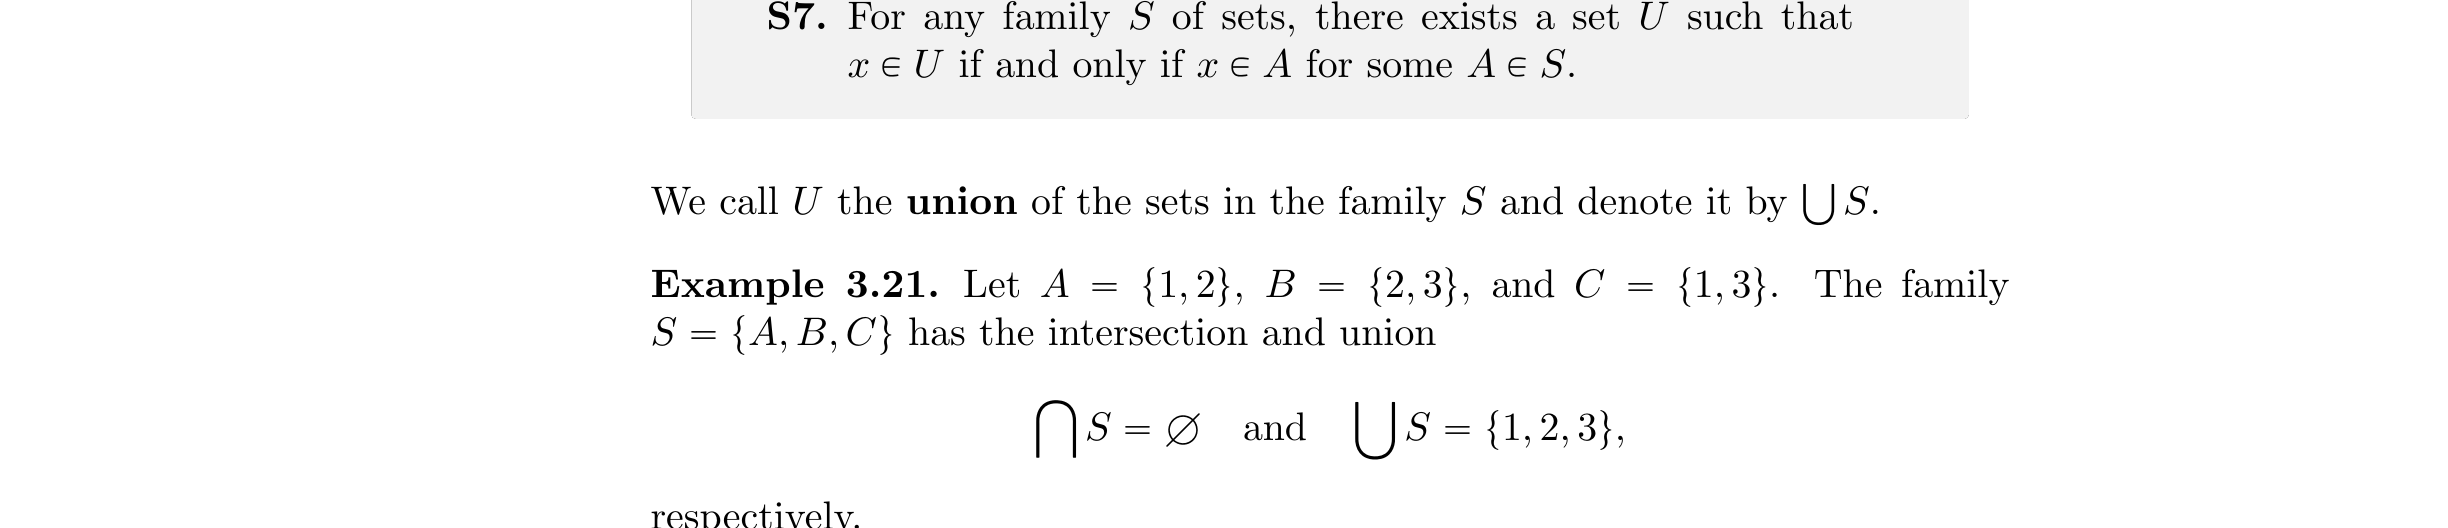 S7. For any family S of sets, there exists a set U such that
x ∈ U if and only if x ∈ A for some A ∈ S.
We call U the union of the sets in the family S and denote it by ⋃ S.
Example 3.21. Let A = {1, 2}, B = {2, 3}, and C = {1, 3}. The family
S = {A, B, C} has the intersection and union
⋂ S = ∅ and ⋃ S = {1, 2, 3},
respectively.